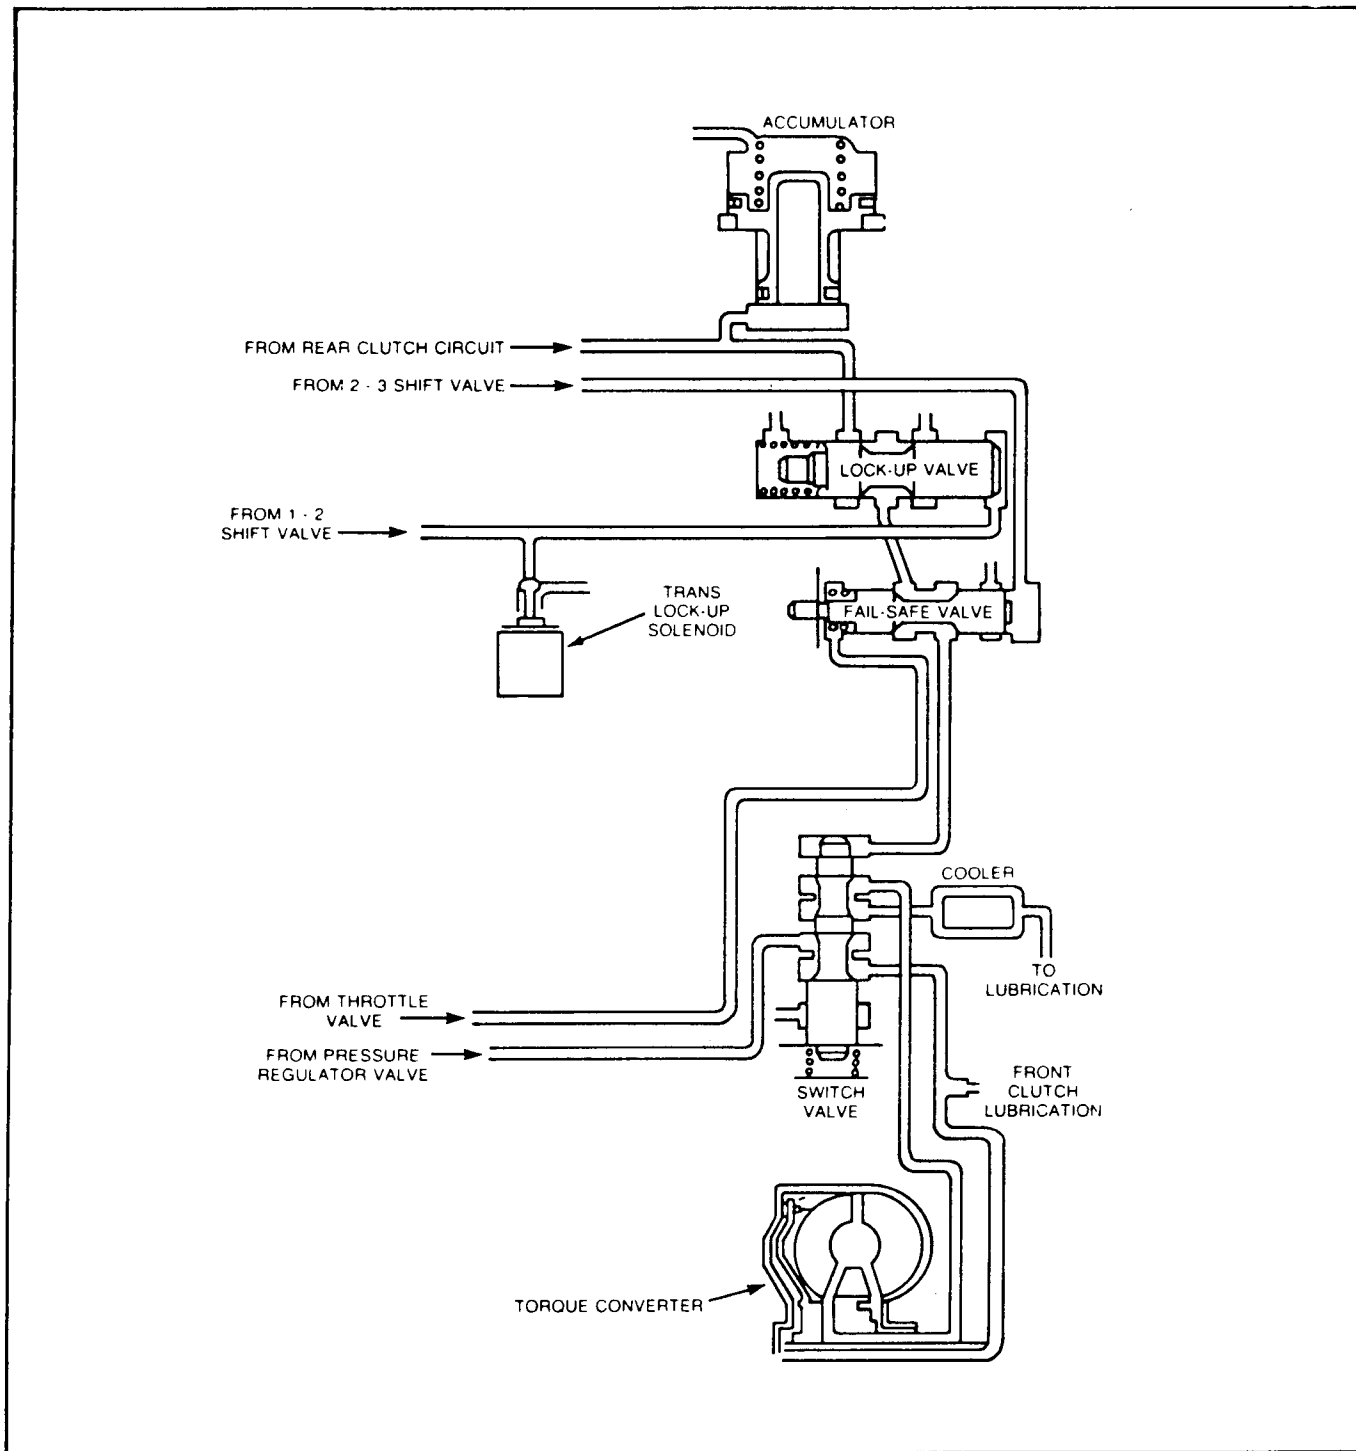 ACCUMULATOR
FROM REAR CLUTCH CIRCUIT
FROM 2 - 3 SHIFT VALVE
LOCK-UP VALVE
FROM 1 - 2
SHIFT VALVE
TRANS
LOCK-UP
SOLENOID
FAIL-SAFE VALVE
COOLER
TO
LUBRICATION
FROM THROTTLE
VALVE
FROM PRESSURE
REGULATOR VALVE
SWITCH
VALVE
FRONT
CLUTCH
LUBRICATION
TORQUE CONVERTER